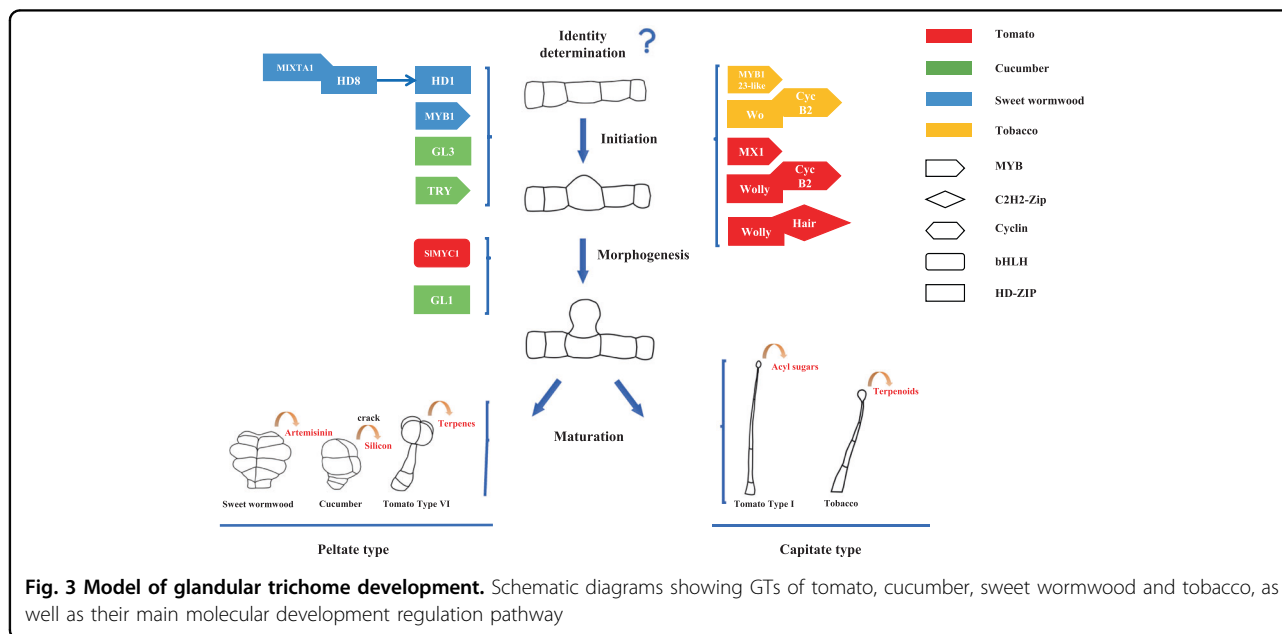 Identity
determination
?
MIXTA1
HD8
HD1
MYB1
GL3
TRY
Initiation
MYB1
23-like
Cyc
B2
Wo
MX1
Cyc
B2
Wolly
Hair
Wolly
Tomato
Cucumber
Sweet wormwood
Tobacco
MYB
C2H2-Zip
Cyclin
bHLH
HD-ZIP
SlMYC1
GL1
Morphogenesis
Maturation
Artemisinin
crack
Silicon
Terpenes
Sweet wormwood
Cucumber
Tomato Type VI
Peltate type
Acyl sugars
Terpenoids
Tomato Type I
Tobacco
Capitate type
Fig. 3 Model of glandular trichome development. Schematic diagrams showing GTs of tomato, cucumber, sweet wormwood and tobacco, as
well as their main molecular development regulation pathway